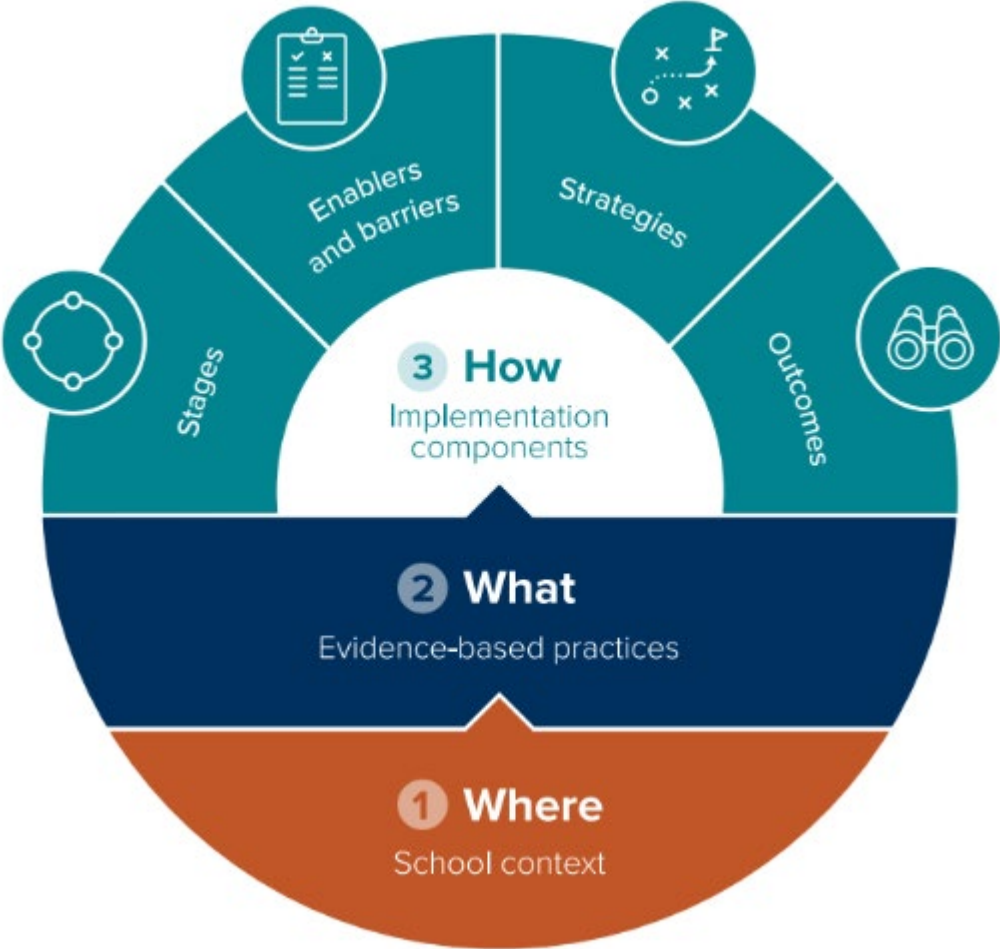 Enablers
and barriers
Strategies
Stages
Outcomes
3 How
Implementation
components
2 What
Evidence-based practices
1 Where
School context